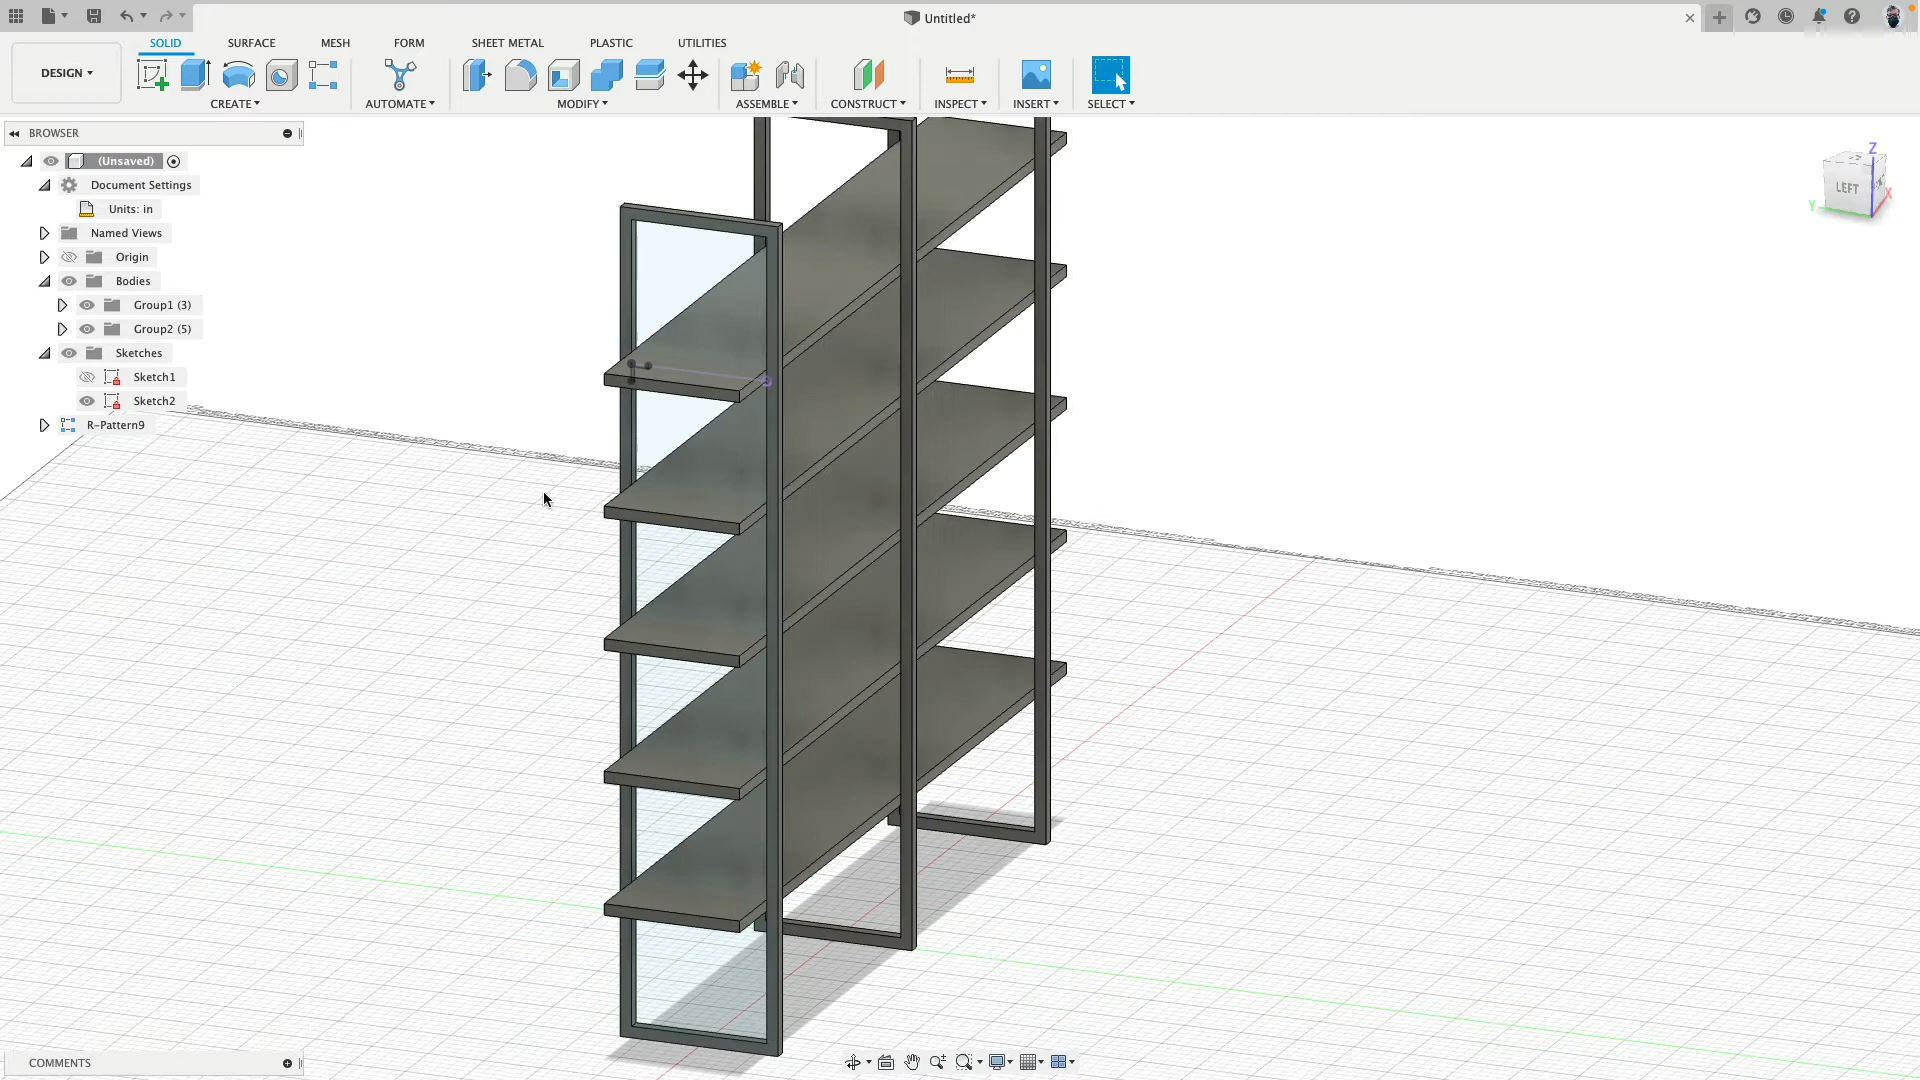 Untitled*
SOLID SURFACE MESH FORM SHEET METAL PLASTIC UTILITIES
DESIGN
CREATE AUTOMATE MODIFY ASSEMBLE CONSTRUCT INSPECT INSERT SELECT
BROWSER
(Unsaved)
Document Settings
Units: in
Named Views
Origin
Bodies
Group1 (3)
Group2 (5)
Sketches
Sketch1
Sketch2
R-Pattern9
Z
LEFT
X
Y
COMMENTS